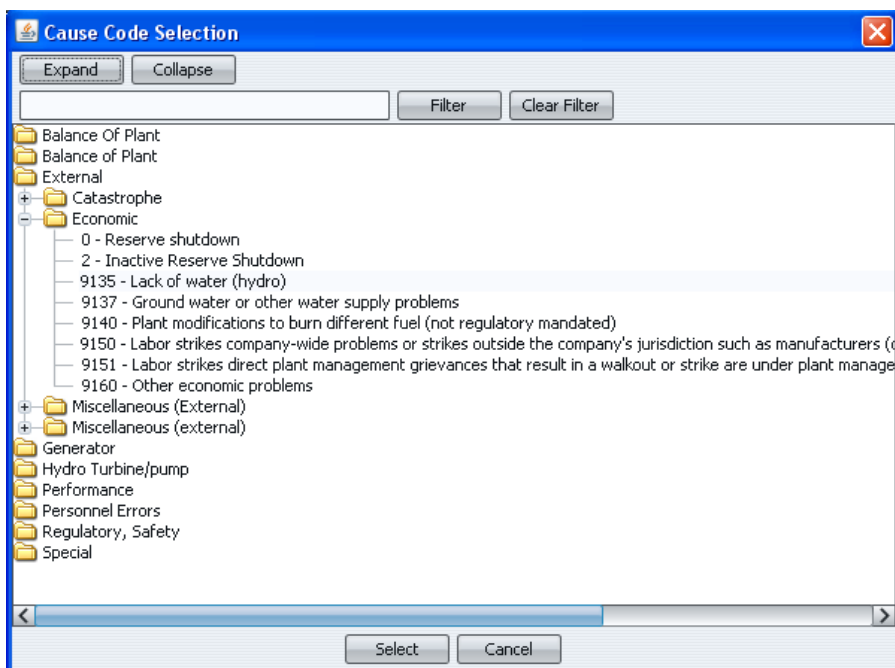 Cause Code Selection
Expand Collapse
Filter Clear Filter
Balance Of Plant
Balance of Plant
External
Catastrophe
Economic
0 - Reserve shutdown
2 - Inactive Reserve Shutdown
9135 - Lack of water (hydro)
9137 - Ground water or other water supply problems
9140 - Plant modifications to burn different fuel (not regulatory mandated)
9150 - Labor strikes company-wide problems or strikes outside the company's jurisdiction such as manufacturers (
9151 - Labor strikes direct plant management grievances that result in a walkout or strike are under plant manage
9160 - Other economic problems
Miscellaneous (External)
Miscellaneous (external)
Generator
Hydro Turbine/pump
Performance
Personnel Errors
Regulatory, Safety
Special
Select Cancel